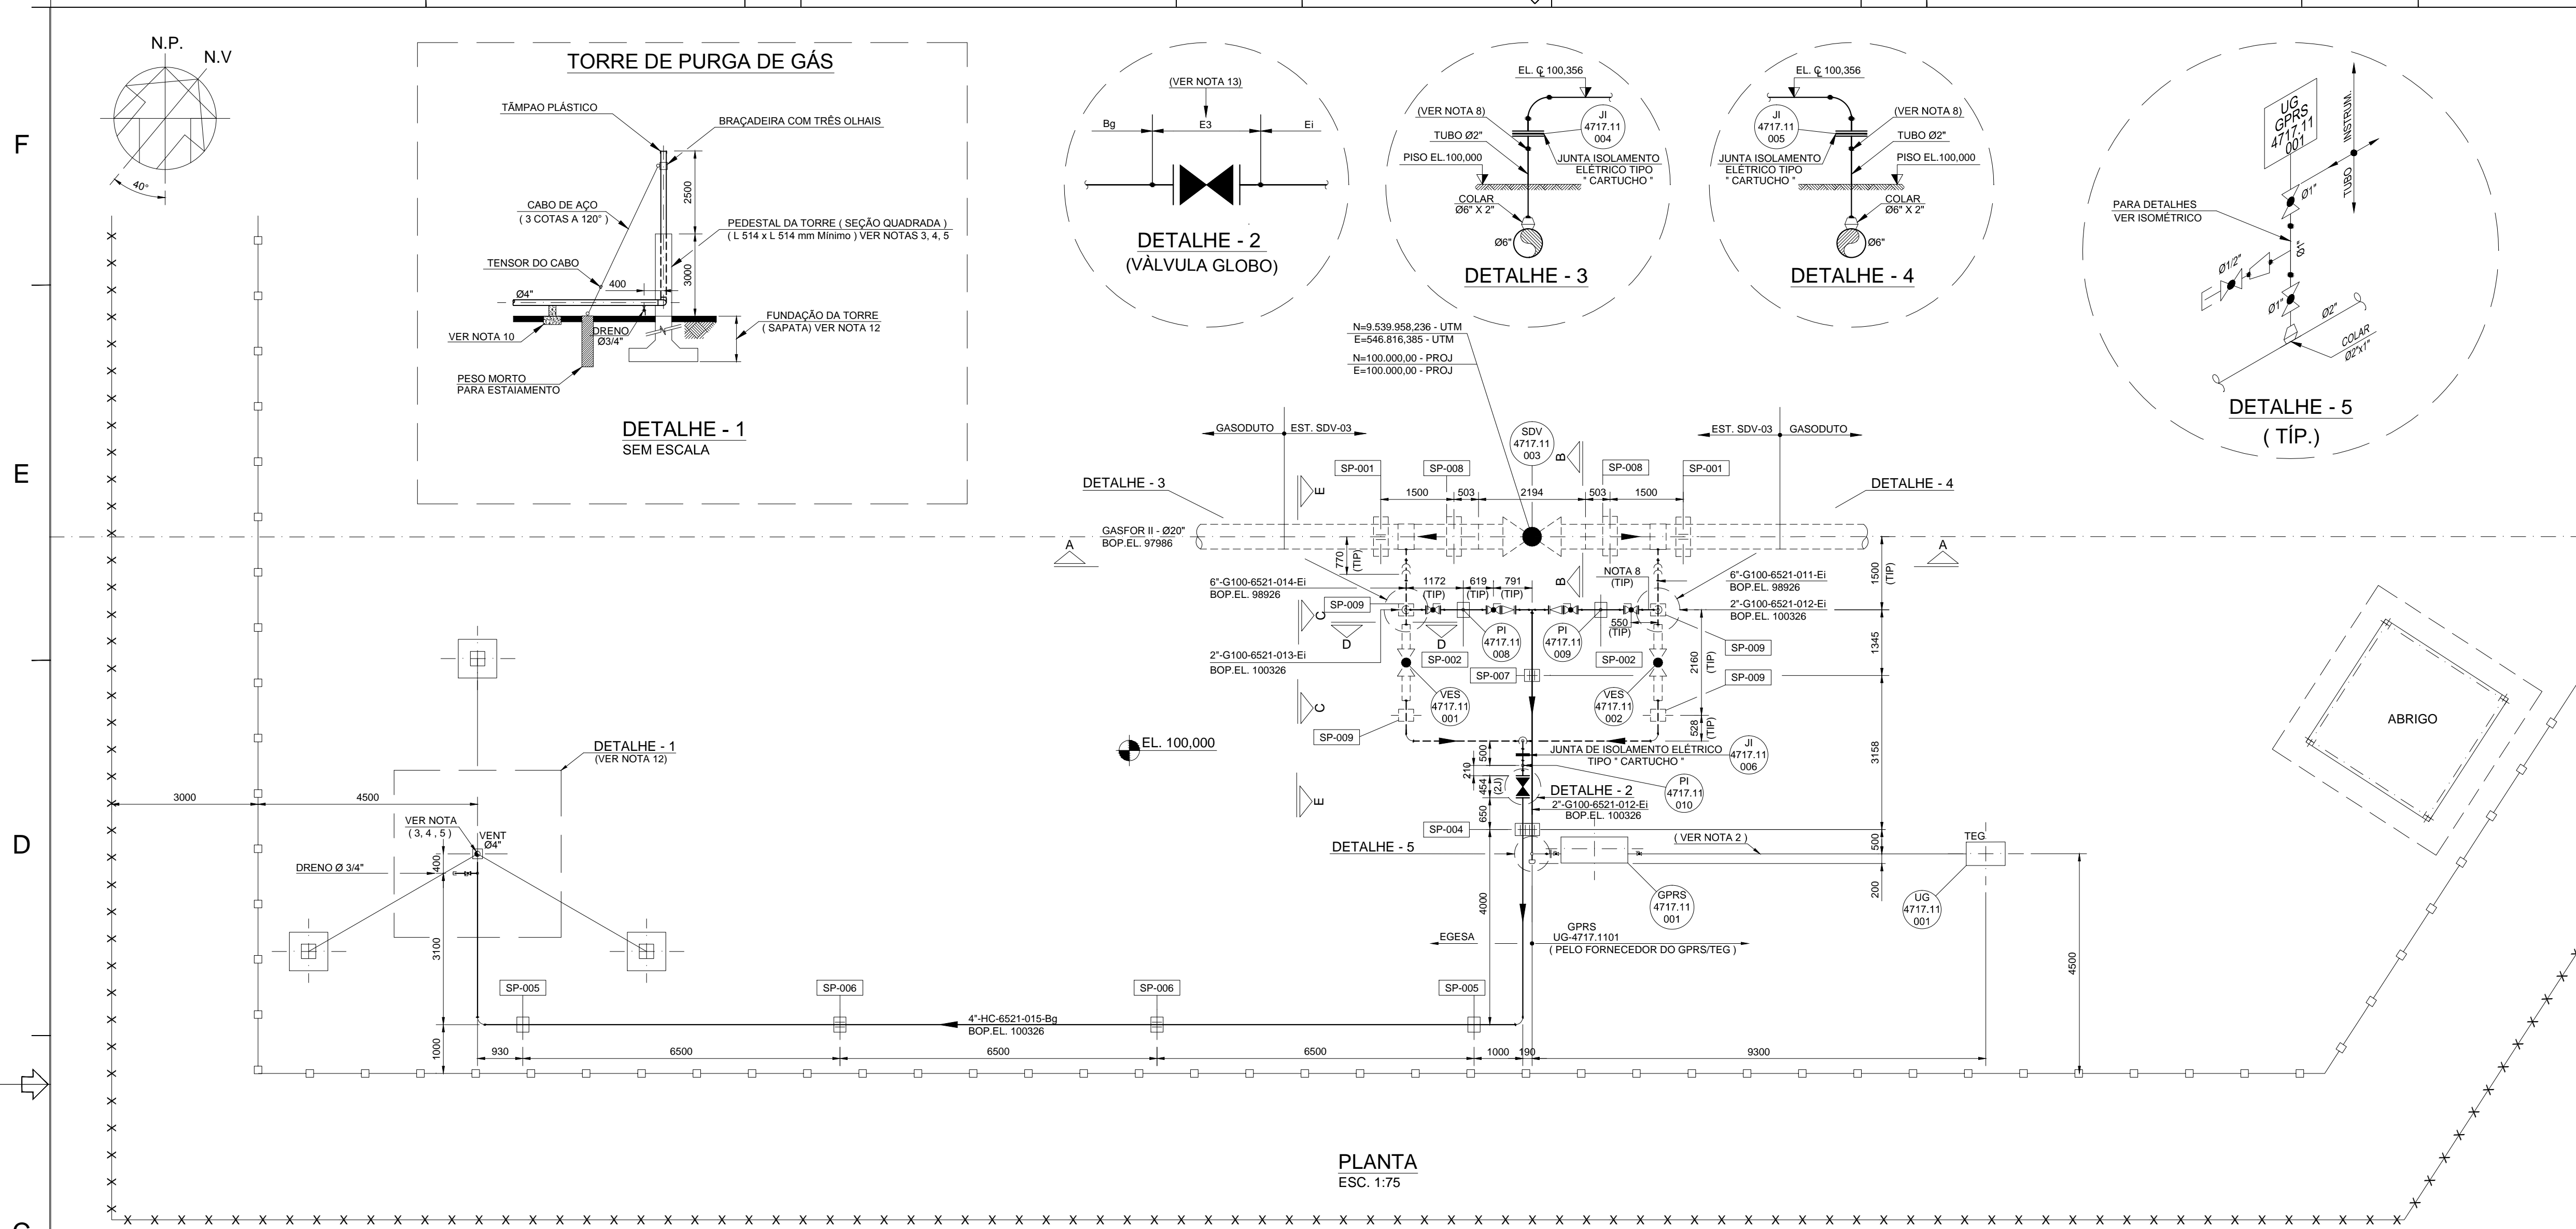 N.P.
N.V
40°
F
E
D
TORRE DE PURGA DE GÁS
TÃMPAO PLÁSTICO
BRAÇADEIRA COM TRÊS OLHAIS
2500
CABO DE AÇO
( 3 COTAS A 120° )
PEDESTAL DA TORRE ( SEÇÃO QUADRADA )
( L 514 x L 514 mm Mínimo ) VER NOTAS 3, 4, 5
TENSOR DO CABO
400
3000
Ø4"
FUNDAÇÃO DA TORRE
( SAPATA) VER NOTA 12
DRENO
Ø3/4"
VER NOTA 10
PESO MORTO
PARA ESTAIAMENTO
DETALHE - 1
SEM ESCALA
(VER NOTA 13)
Bg
E3
Ei
DETALHE - 2
(VÀLVULA GLOBO)
EL. ℄ 100,356
(VER NOTA 8)
JI
4717.11
004
TUBO Ø2"
PISO EL.100,000
JUNTA ISOLAMENTO
ELÉTRICO TIPO
" CARTUCHO "
COLAR
Ø6" X 2"
Ø6"
DETALHE - 3
EL. ℄ 100,356
JI
4717.11
005
(VER NOTA 8)
TUBO Ø2"
JUNTA ISOLAMENTO
ELÉTRICO TIPO
" CARTUCHO "
PISO EL.100,000
COLAR
Ø6" X 2"
Ø6"
DETALHE - 4
UG
GPRS
4717.11
001
INSTRUM.
TUBO
Ø1"
PARA DETALHES
VER ISOMÉTRICO
Ø1"
Ø1/2"
Ø1"
Ø2"
COLAR
Ø2"x1"
DETALHE - 5
( TÍP.)
N=9.539.958,236 - UTM
E=546.816,385 - UTM
N=100.000,00 - PROJ
E=100.000,00 - PROJ
GASODUTO
EST. SDV-03
SDV
4717.11
003
B
EST. SDV-03
GASODUTO
SP-001
SP-008
SP-008
SP-001
DETALHE - 3
E
1500
503
2194
503
1500
DETALHE - 4
GASFOR II - Ø20"
BOP.EL. 97986
A
A
770
(TIP)
1500
(TIP)
6"-G100-6521-014-Ei
BOP.EL. 98926
1172
(TIP)
619
(TIP)
791
(TIP)
B
NOTA 8
(TIP)
6"-G100-6521-011-Ei
BOP.EL. 98926
SP-009
C
2"-G100-6521-012-Ei
BOP.EL. 100326
D
D
PI
4717.11
008
PI
4717.11
009
550
(TIP)
1345
2"-G100-6521-013-Ei
BOP.EL. 100326
SP-002
SP-002
2160
(TIP)
SP-009
SP-007
SP-009
C
VES
4717.11
001
VES
4717.11
002
528
(TIP)
SP-009
EL. 100,000
500
JUNTA DE ISOLAMENTO ELÉTRICO
TIPO " CARTUCHO "
JI
4717.11
006
3158
210
454
(2J)
PI
4717.11
010
E
DETALHE - 2
2"-G100-6521-012-Ei
BOP.EL. 100326
650
SP-004
( VER NOTA 2 )
500
TEG
DETALHE - 5
200
GPRS
4717.11
001
UG
4717.11
001
4000
EGESA
GPRS
UG-4717.1101
( PELO FORNECEDOR DO GPRS/TEG )
4500
ABRIGO
DETALHE - 1
(VER NOTA 12)
3000
4500
VER NOTA
( 3, 4 , 5 )
VENT
Ø4"
400
DRENO Ø 3/4"
3100
SP-005
SP-006
SP-006
SP-005
4"-HC-6521-015-Bg
BOP.EL. 100326
1000
930
6500
6500
6500
1000
190
9300
PLANTA
ESC. 1:75